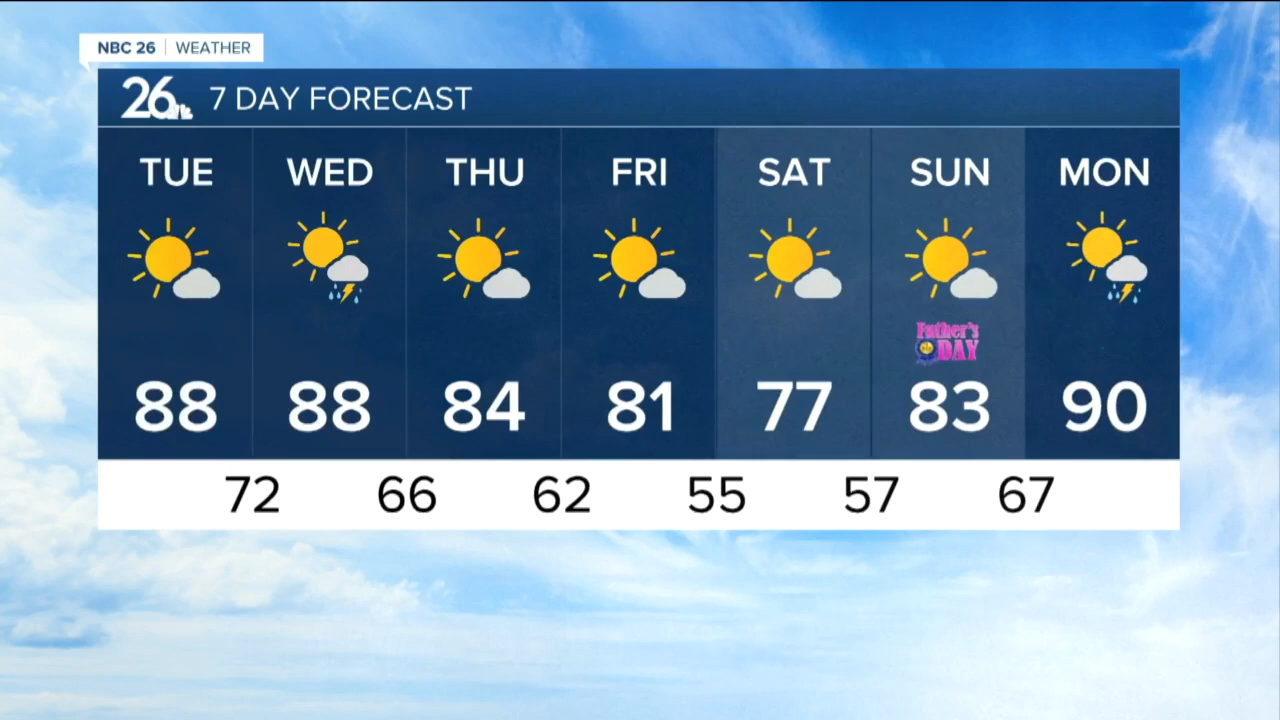 NBC 26 | WEATHER
26 7 DAY FORECAST
TUE WED THU FRI SAT SUN MON
Father's
DAY
88 88 84 81 77 83 90
72 66 62 55 57 67